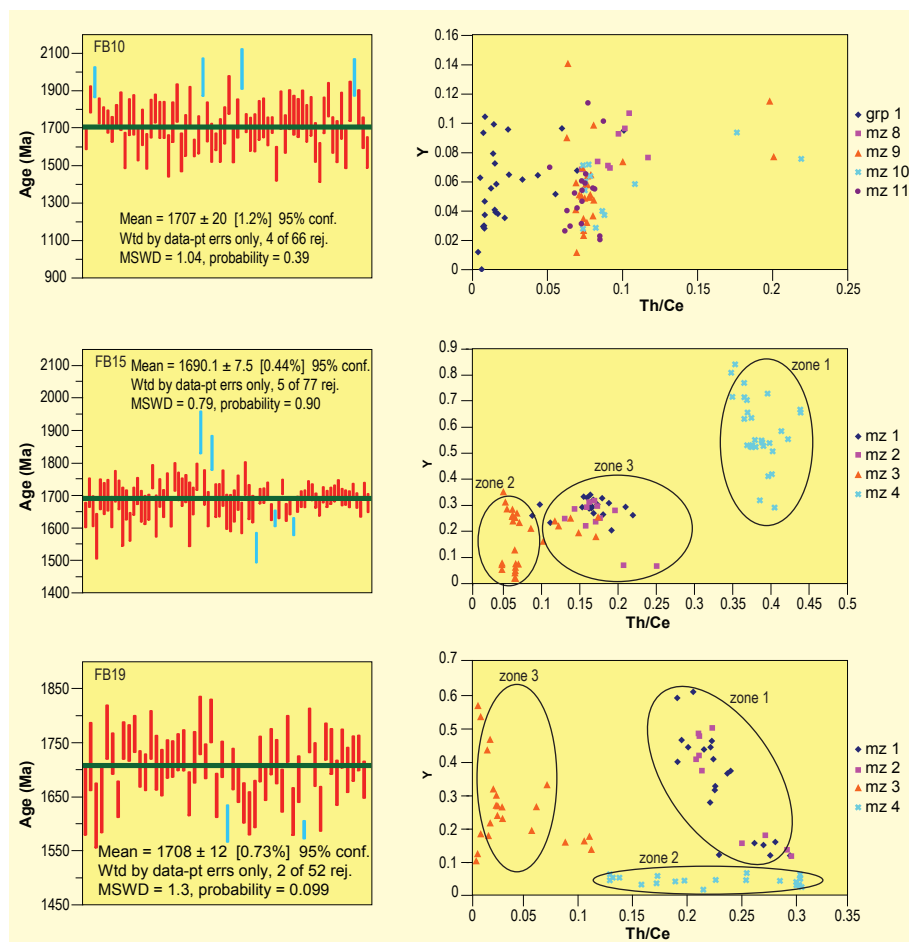 FB10
2100
1900
1700
1500
1300
1100
900
Age (Ma)
Mean = 1707 ± 20 [1.2%] 95% conf.
Wtd by data-pt errs only, 4 of 66 rej.
MSWD = 1.04, probability = 0.39
0.16
0.14
0.12
0.10
0.08
0.06
0.04
0.02
0
Y
0
0.05
0.1
0.15
0.2
0.25
Th/Ce
grp 1
mz 8
mz 9
mz 10
mz 11
FB15
2100
2000
1900
1800
1700
1600
1500
1400
Age (Ma)
Mean = 1690.1 ± 7.5 [0.44%] 95% conf.
Wtd by data-pt errs only, 5 of 77 rej.
MSWD = 0.79, probability = 0.90
0.9
0.8
0.7
0.6
0.5
0.4
0.3
0.2
0.1
0
Y
zone 1
zone 2
zone 3
0.05
0.1
0.15
0.2
0.25
0.3
0.35
0.4
0.45
0.5
Th/Ce
mz 1
mz 2
mz 3
mz 4
FB19
1850
1750
1650
1550
1450
Age (Ma)
Mean = 1708 ± 12 [0.73%] 95% conf.
Wtd by data-pt errs only, 2 of 52 rej.
MSWD = 1.3, probability = 0.099
0.7
0.6
0.5
0.4
0.3
0.2
0.1
0
Y
zone 3
zone 1
zone 2
0
0.05
0.1
0.15
0.2
0.25
0.3
0.35
Th/Ce
mz 1
mz 2
mz 3
mz 4